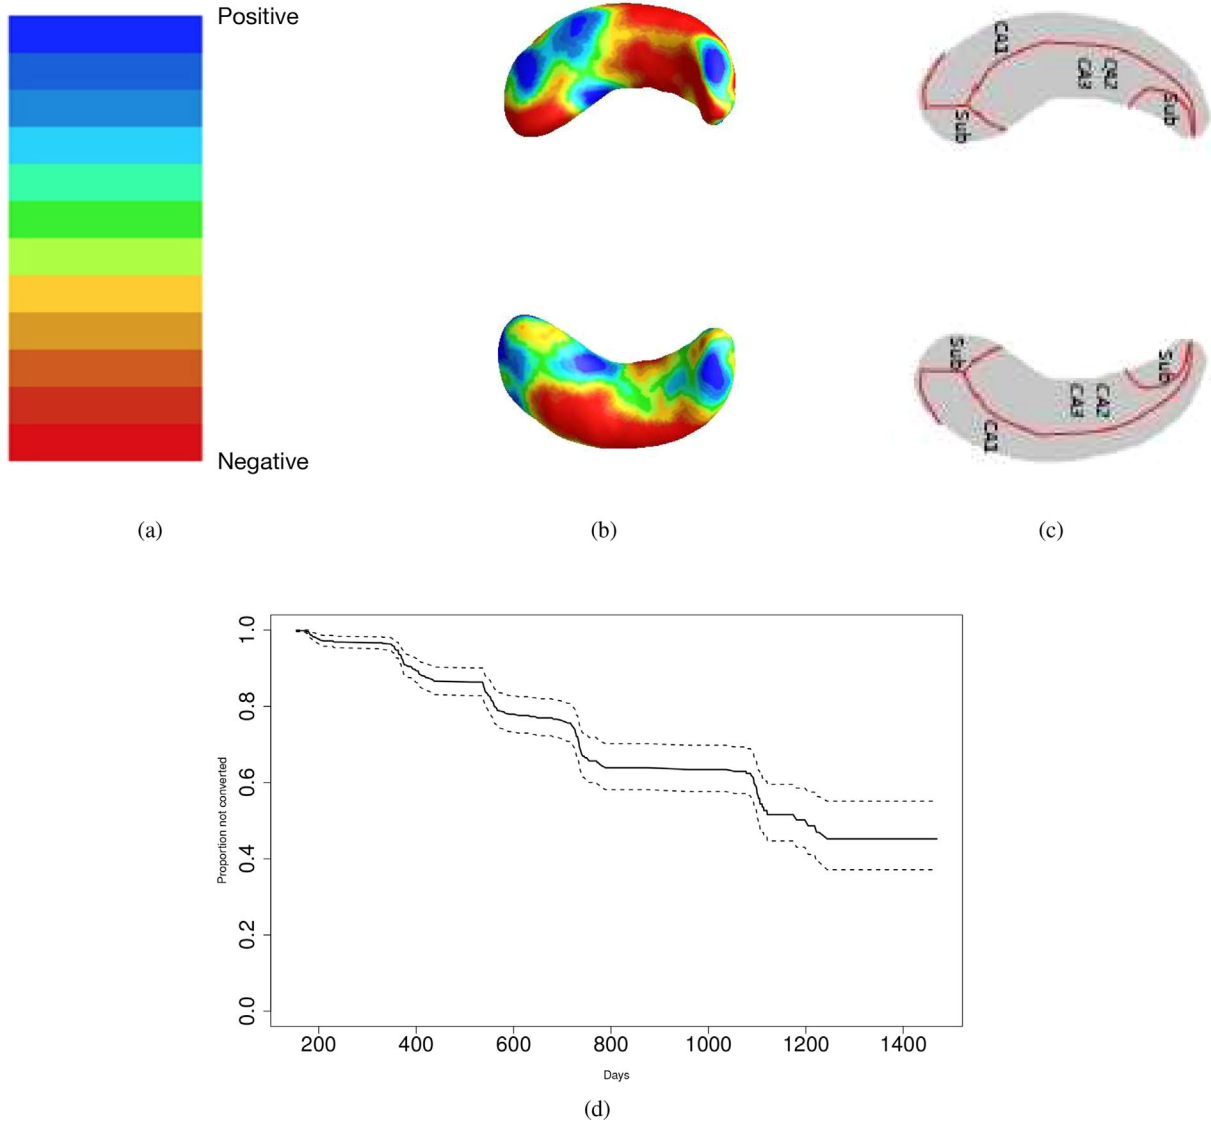 Positive
Negative
CA1
CA3
CA2
Sub
Sub
Sub
Sub
CA3
CA2
CA1
(a)
(b)
(c)
Proportion not converted
1.0
0.8
0.6
0.4
0.2
0.0
200 400 600 800 1000 1200 1400
Days
(d)